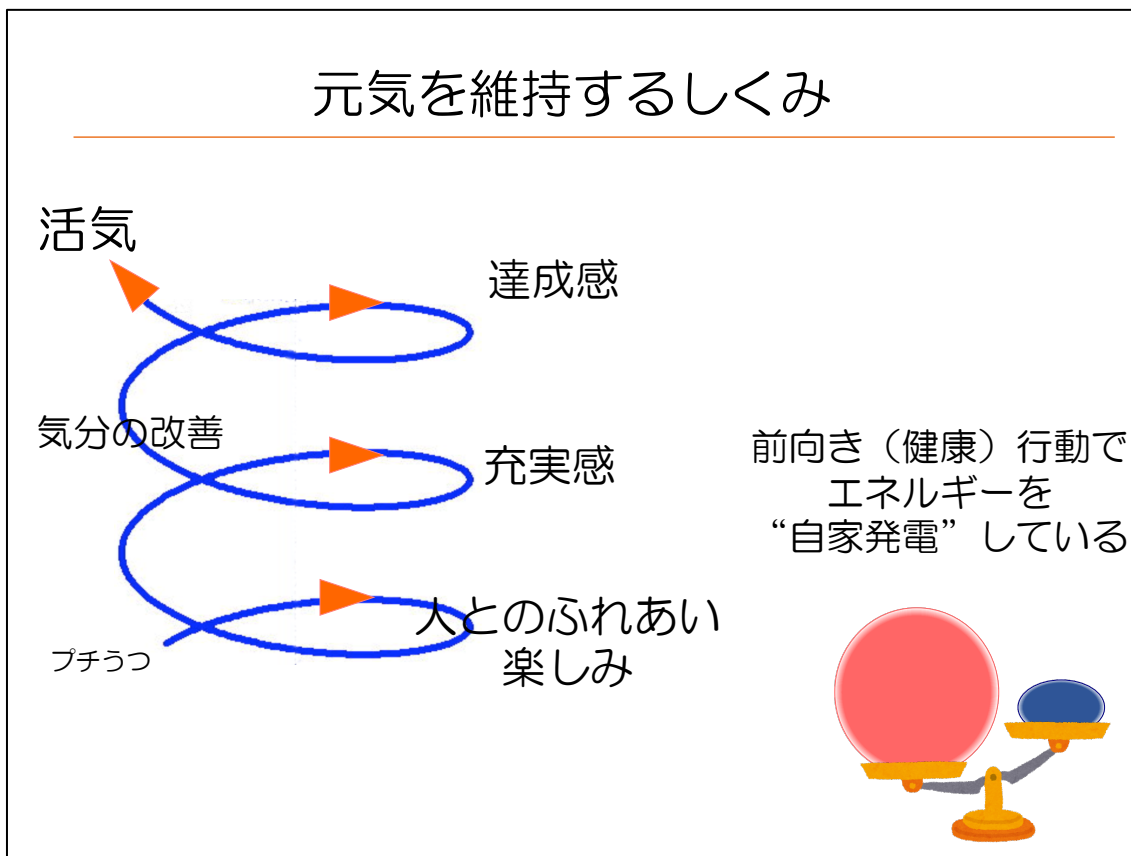 元気を維持するしくみ
活気
達成感
気分の改善
充実感
前向き（健康）行動で
エネルギーを
“自家発電”している
人とのふれあい
楽しみ
プチうつ